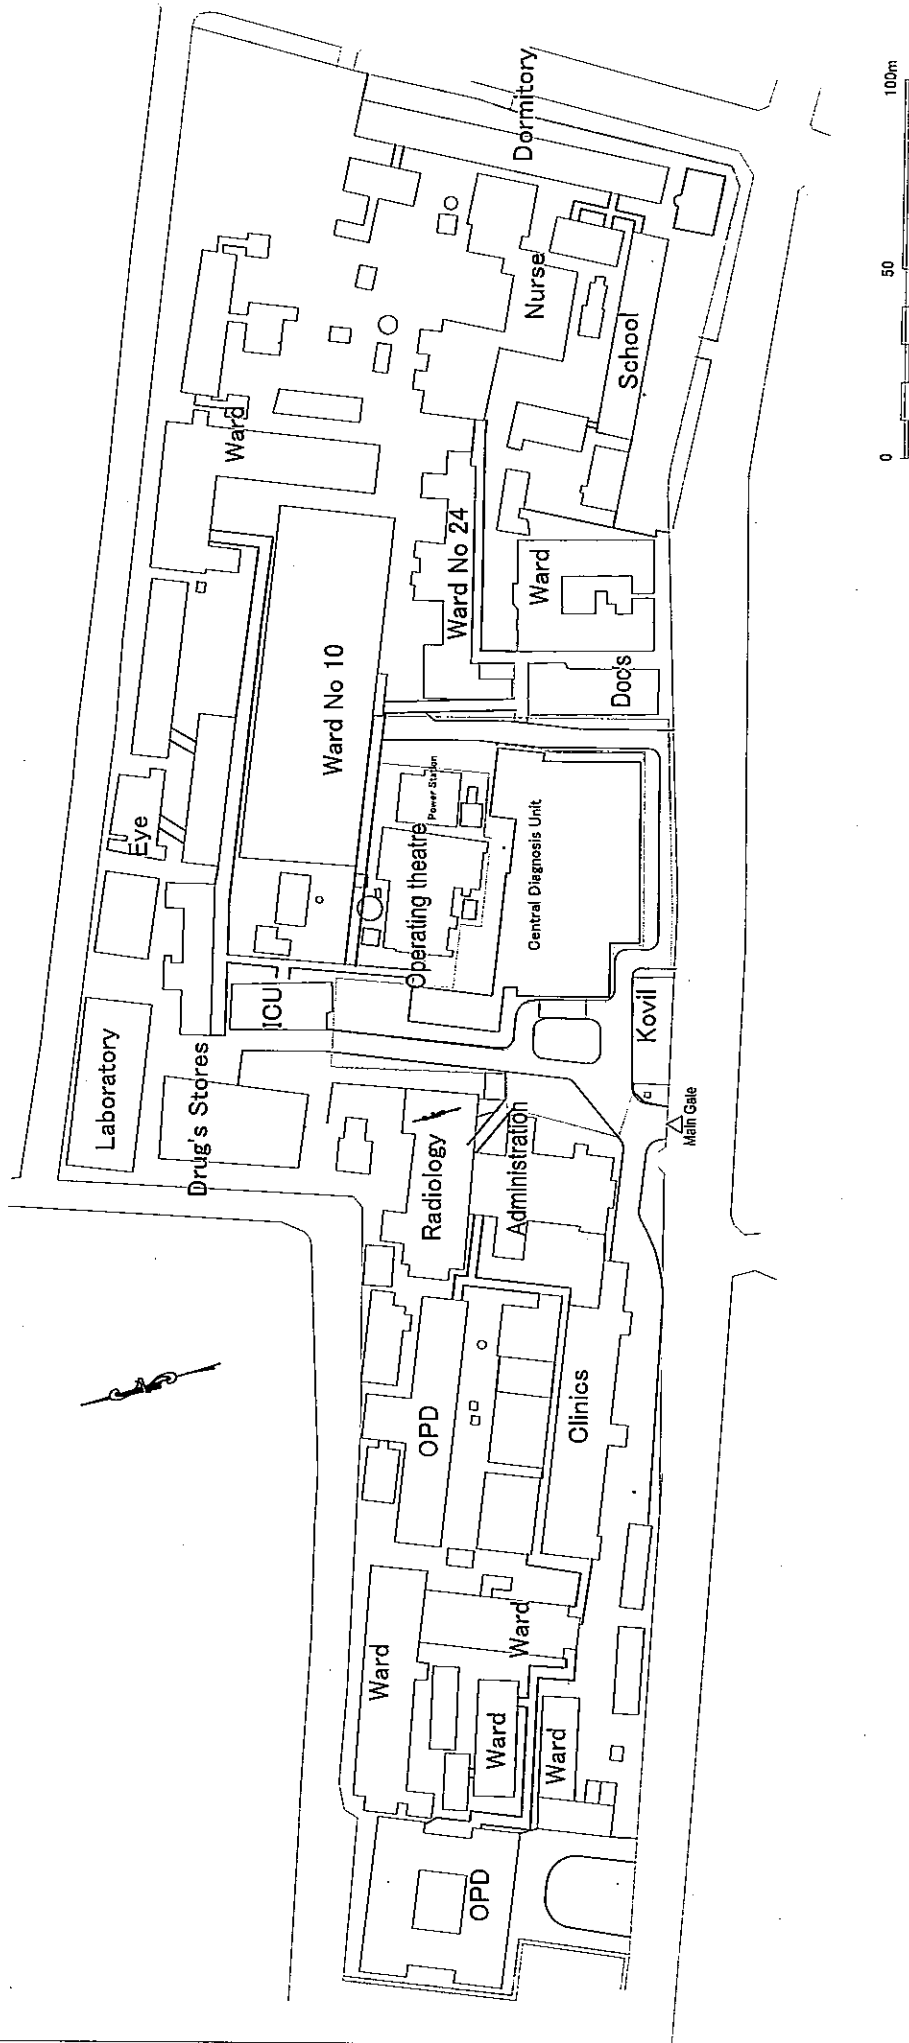 Dormitory
Nurse
School
Ward
Ward No 24
Ward
Ward No 10
Doc's
Eye
Power Station
Operating theatre
Central Diagnosis Unit
ICU
Kovil
Laboratory
Drug's Stores
Main Gate
Radiology
Administration
OPD
Clinics
Ward
Ward
Ward
Ward
OPD
0 50 100m